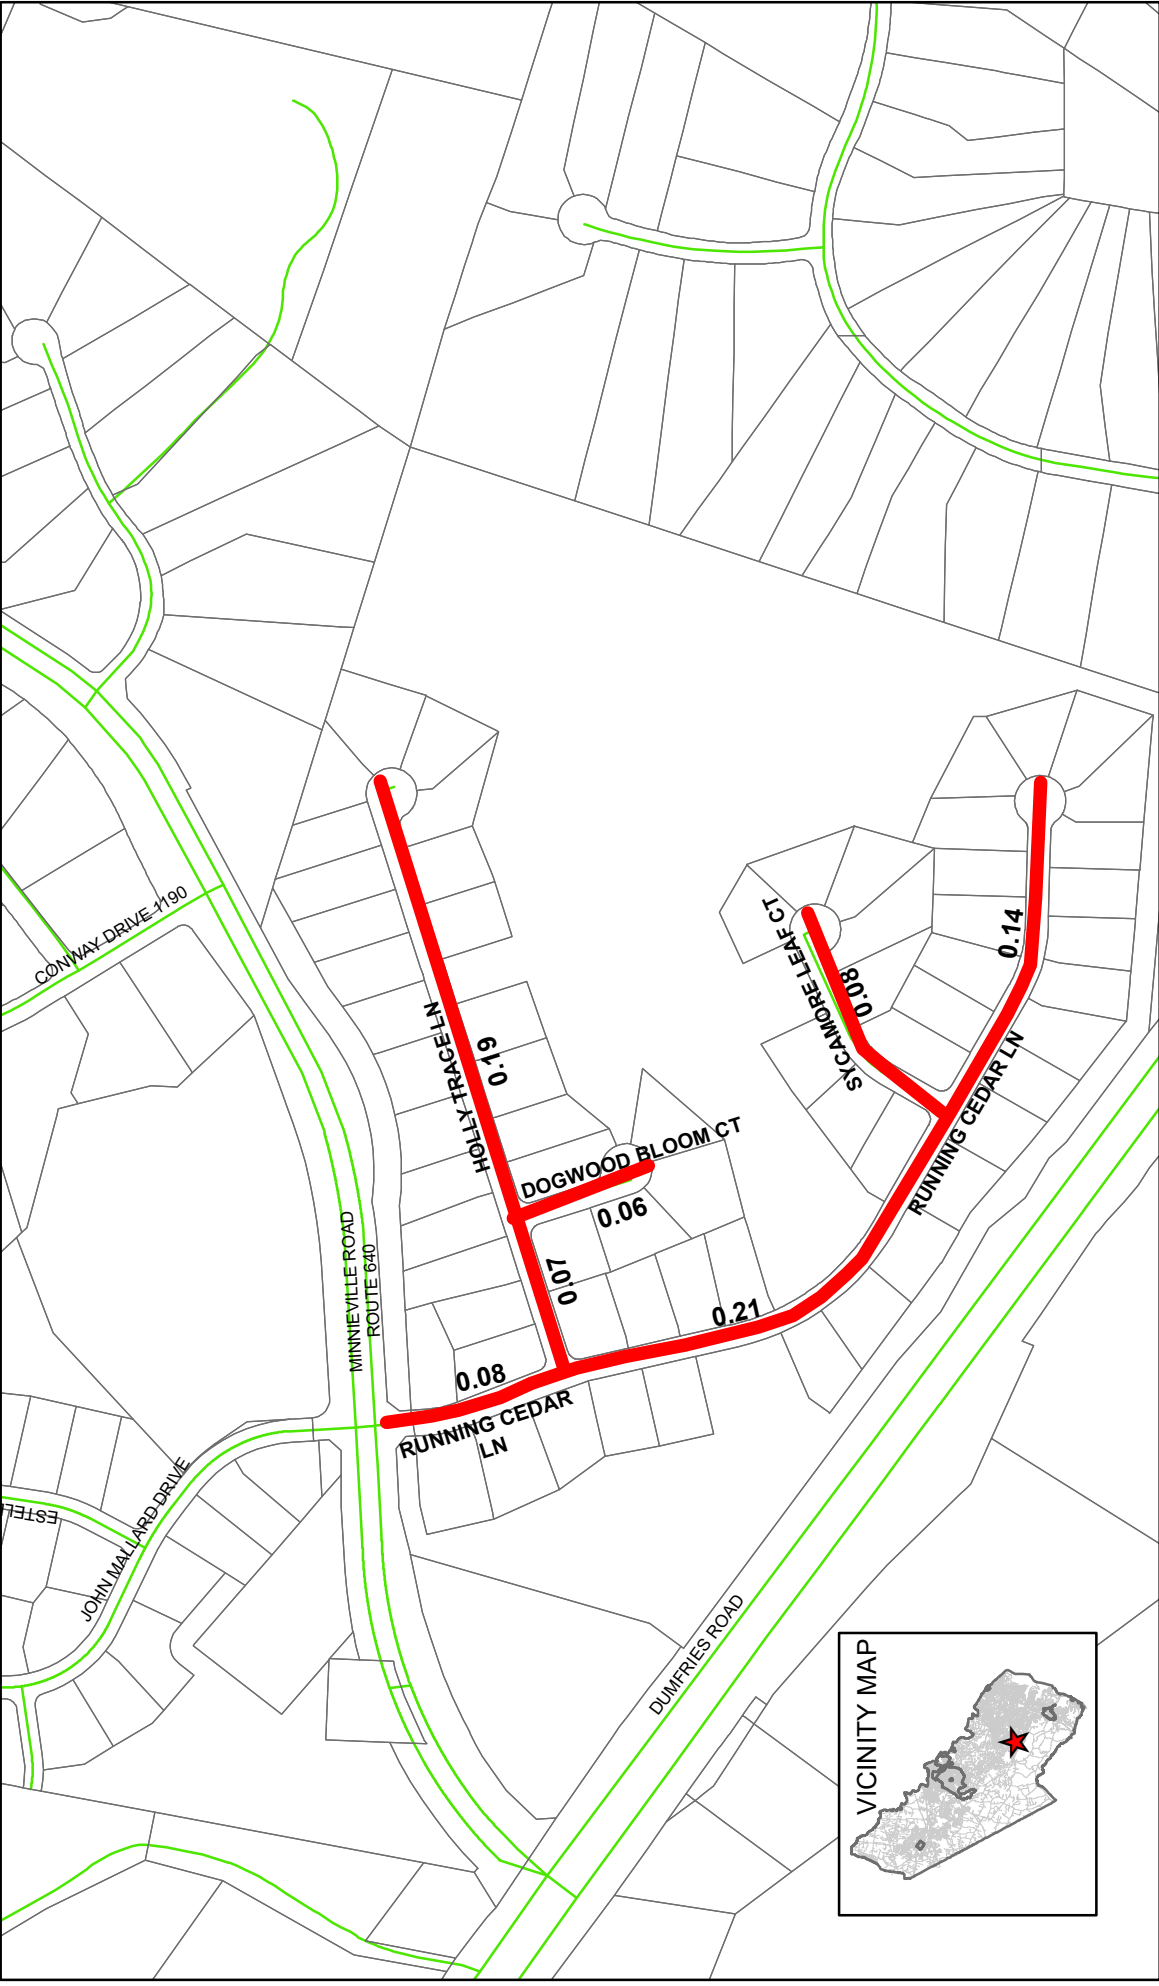 CONWAY DRIVE 1190
SYCAMORE LEAF CT
0.08
0.14
HOLLY TRACE LN
0.19
RUNNING CEDAR LN
DOGWOOD BLOOM CT
0.06
MINNIEVILLE ROAD
ROUTE 640
0.07
0.21
0.08
RUNNING CEDAR
LN
JOHN MALLARD DRIVE
DUMFRIES ROAD
VICINITY MAP